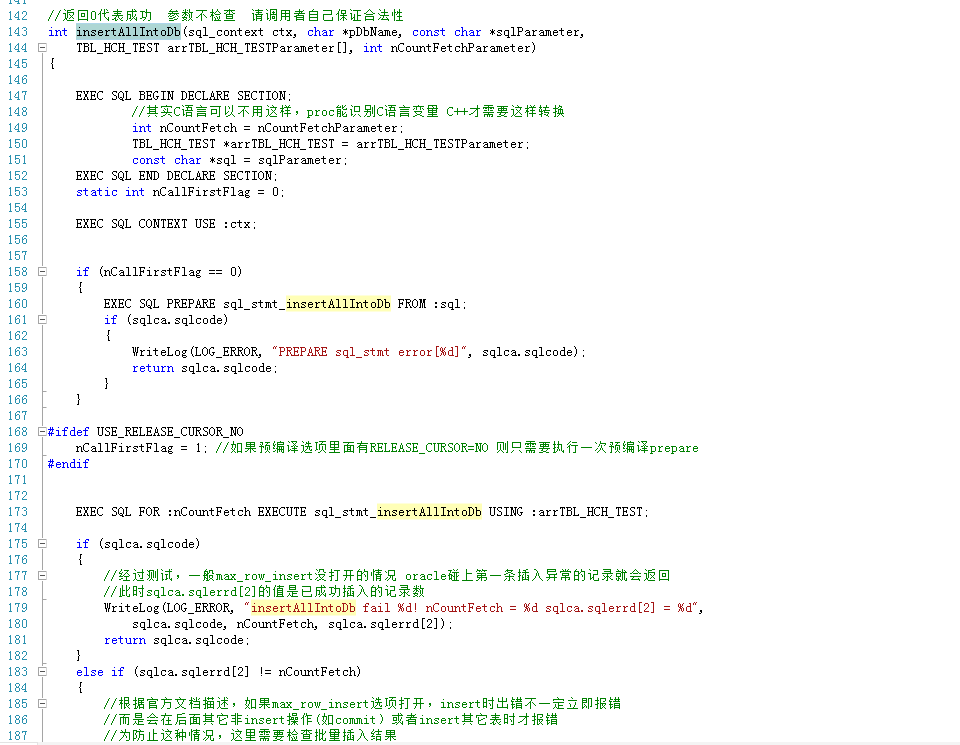 142 //返回0代表成功 参数不检查 请调用者自己保证合法性
143 int insertAllIntoDb(sql_context ctx, char *pDbName, const char *sqlParameter,
144 TBL_HCH_TEST arrTBL_HCH_TESTParameter[], int nCountFetchParameter)
145 {
146
147 EXEC SQL BEGIN DECLARE SECTION;
148 //其实C语言可以不用这样，proc能识别C语言变量 C++才需要这样转换
149 int nCountFetch = nCountFetchParameter;
150 TBL_HCH_TEST *arrTBL_HCH_TEST = arrTBL_HCH_TESTParameter;
151 const char *sql = sqlParameter;
152 EXEC SQL END DECLARE SECTION;
153 static int nCallFirstFlag = 0;
154
155 EXEC SQL CONTEXT USE :ctx;
156
157
158 if (nCallFirstFlag == 0)
159 {
160 EXEC SQL PREPARE sql_stmt_insertAllIntoDb FROM :sql;
161 if (sqlca.sqlcode)
162 {
163 WriteLog(LOG_ERROR, "PREPARE sql_stmt error[%d]", sqlca.sqlcode);
164 return sqlca.sqlcode;
165 }
166 }
167
168 #ifdef USE_RELEASE_CURSOR_NO
169 nCallFirstFlag = 1; //如果预编译选项里面有RELEASE_CURSOR=NO 则只需要执行一次预编译prepare
170 #endif
171
172
173 EXEC SQL FOR :nCountFetch EXECUTE sql_stmt_insertAllIntoDb USING :arrTBL_HCH_TEST;
174
175 if (sqlca.sqlcode)
176 {
177 //经过测试，一般max_row_insert没打开的情况 oracle碰上第一条插入异常的记录就会返回
178 //此时sqlca.sqlerrd[2]的值是已成功插入的记录数
179 WriteLog(LOG_ERROR, "insertAllIntoDb fail %d! nCountFetch = %d sqlca.sqlerrd[2] = %d",
180 sqlca.sqlcode, nCountFetch, sqlca.sqlerrd[2]);
181 return sqlca.sqlcode;
182 }
183 else if (sqlca.sqlerrd[2] != nCountFetch)
184 {
185 //根据官方文档描述，如果max_row_insert选项打开，insert时出错不一定立即报错
186 //而是会在后面其它非insert操作(如commit）或者insert其它表时才报错
187 //为防止这种情况，这里需要检查批量插入结果